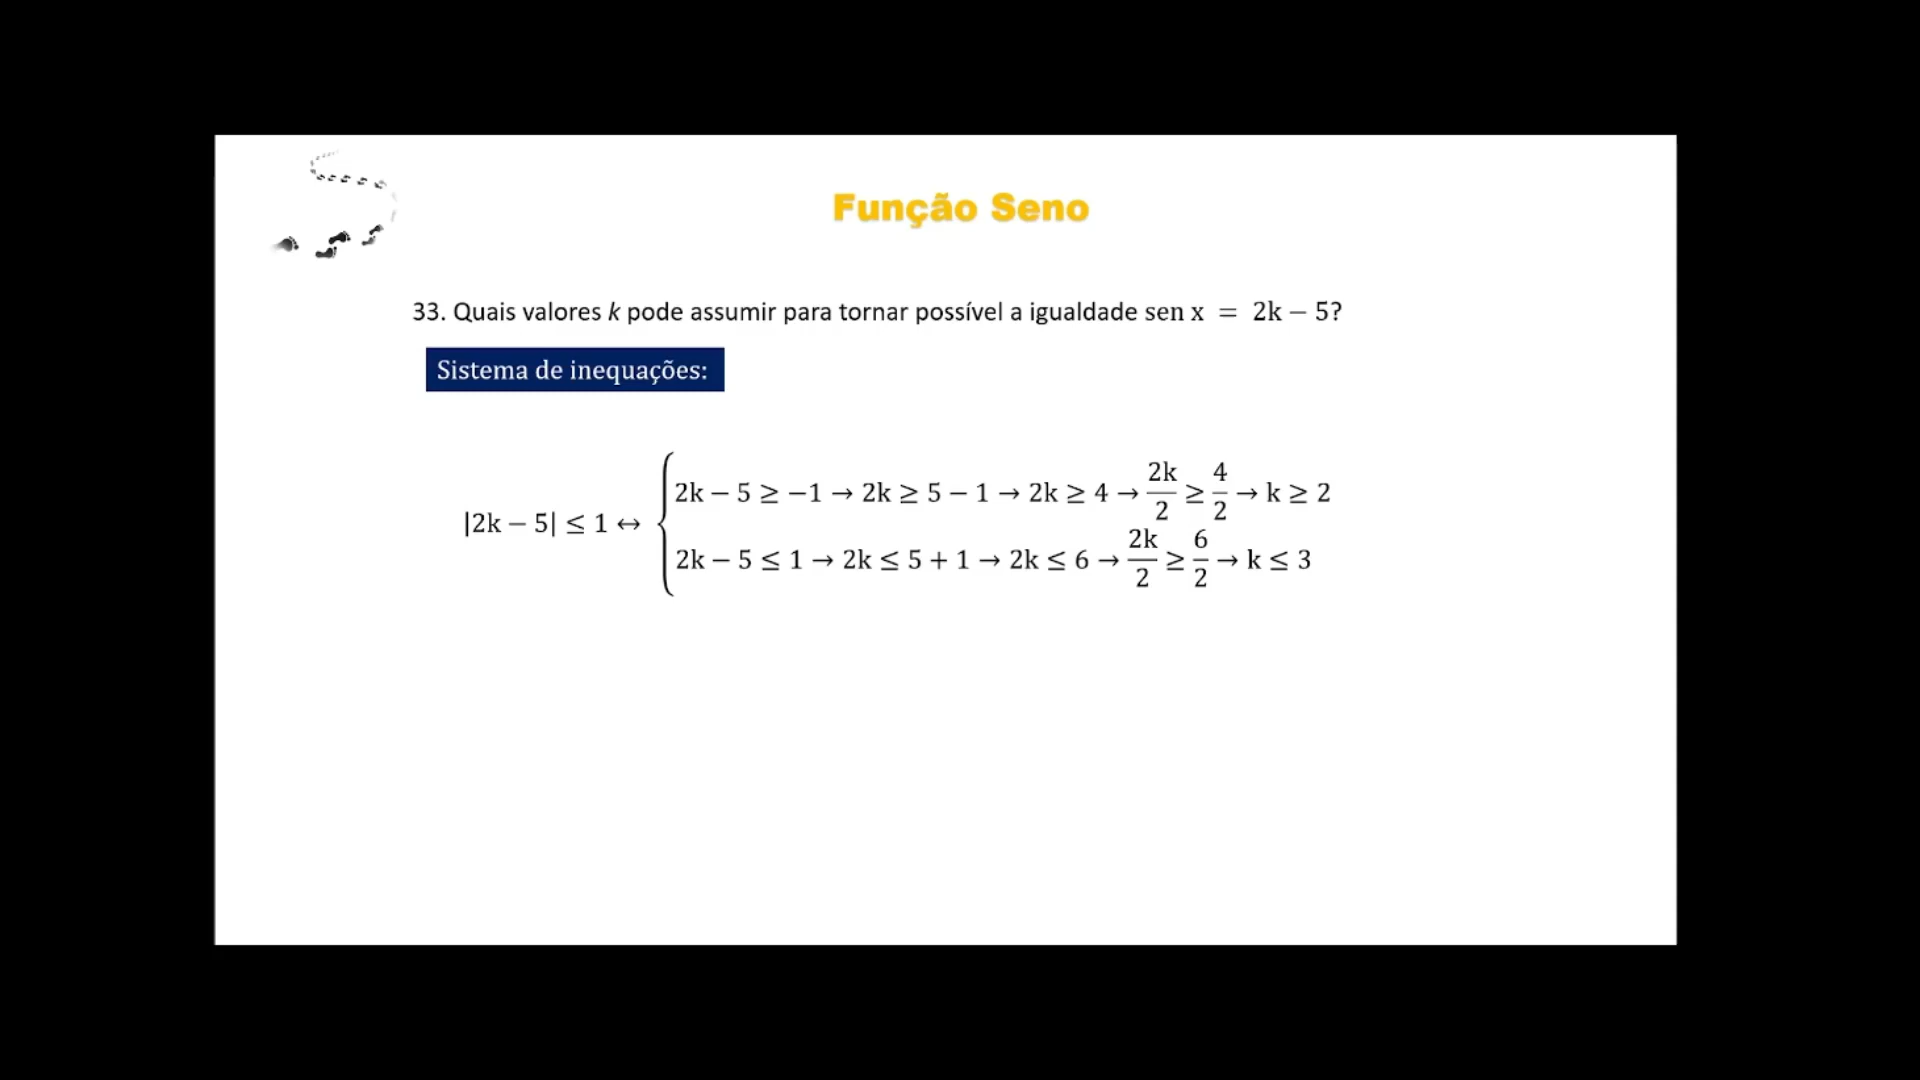 Função Seno
33. Quais valores k pode assumir para tornar possível a igualdade sen x = 2k − 5?
Sistema de inequações:
|2k − 5| ≤ 1 ↔ { 2k − 5 ≥ −1 → 2k ≥ 5 − 1 → 2k ≥ 4 → 2k/2 ≥ 4/2 → k ≥ 2
2k − 5 ≤ 1 → 2k ≤ 5 + 1 → 2k ≤ 6 → 2k/2 ≥ 6/2 → k ≤ 3